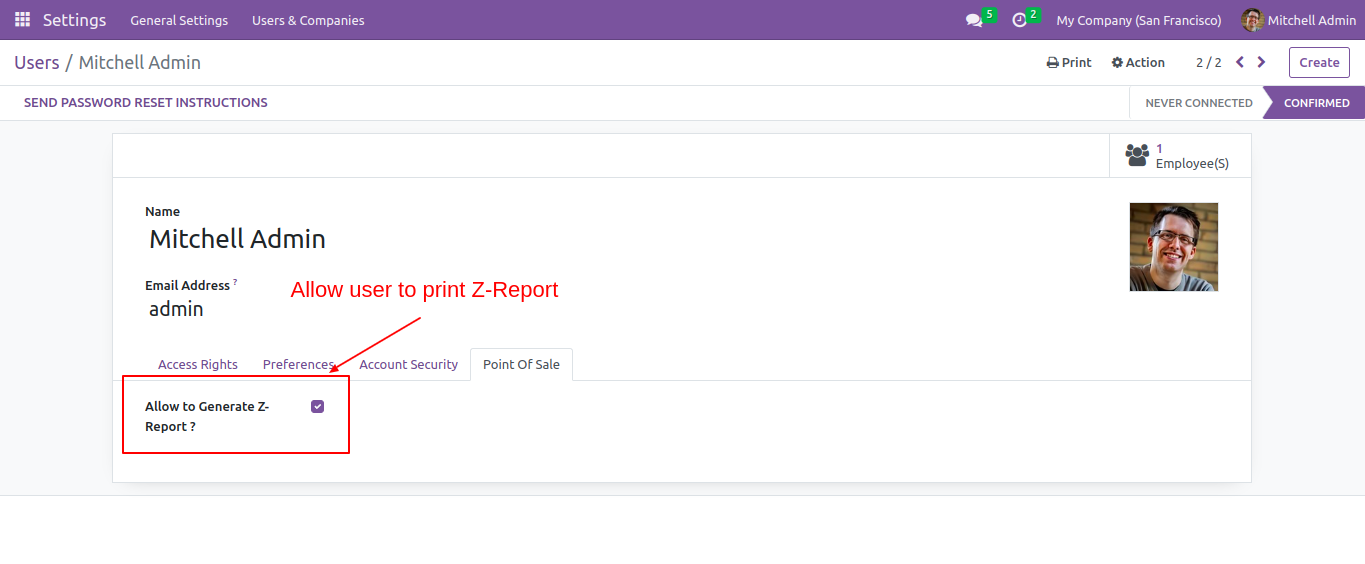 Settings General Settings Users & Companies 5 2 My Company (San Francisco) Mitchell Admin
Users / Mitchell Admin Print Action 2 / 2 Create
SEND PASSWORD RESET INSTRUCTIONS NEVER CONNECTED CONFIRMED
1
Employee(S)
Name
Mitchell Admin
Email Address ?
admin
Allow user to print Z-Report
Access Rights Preferences Account Security Point Of Sale
Allow to Generate Z-
Report ?